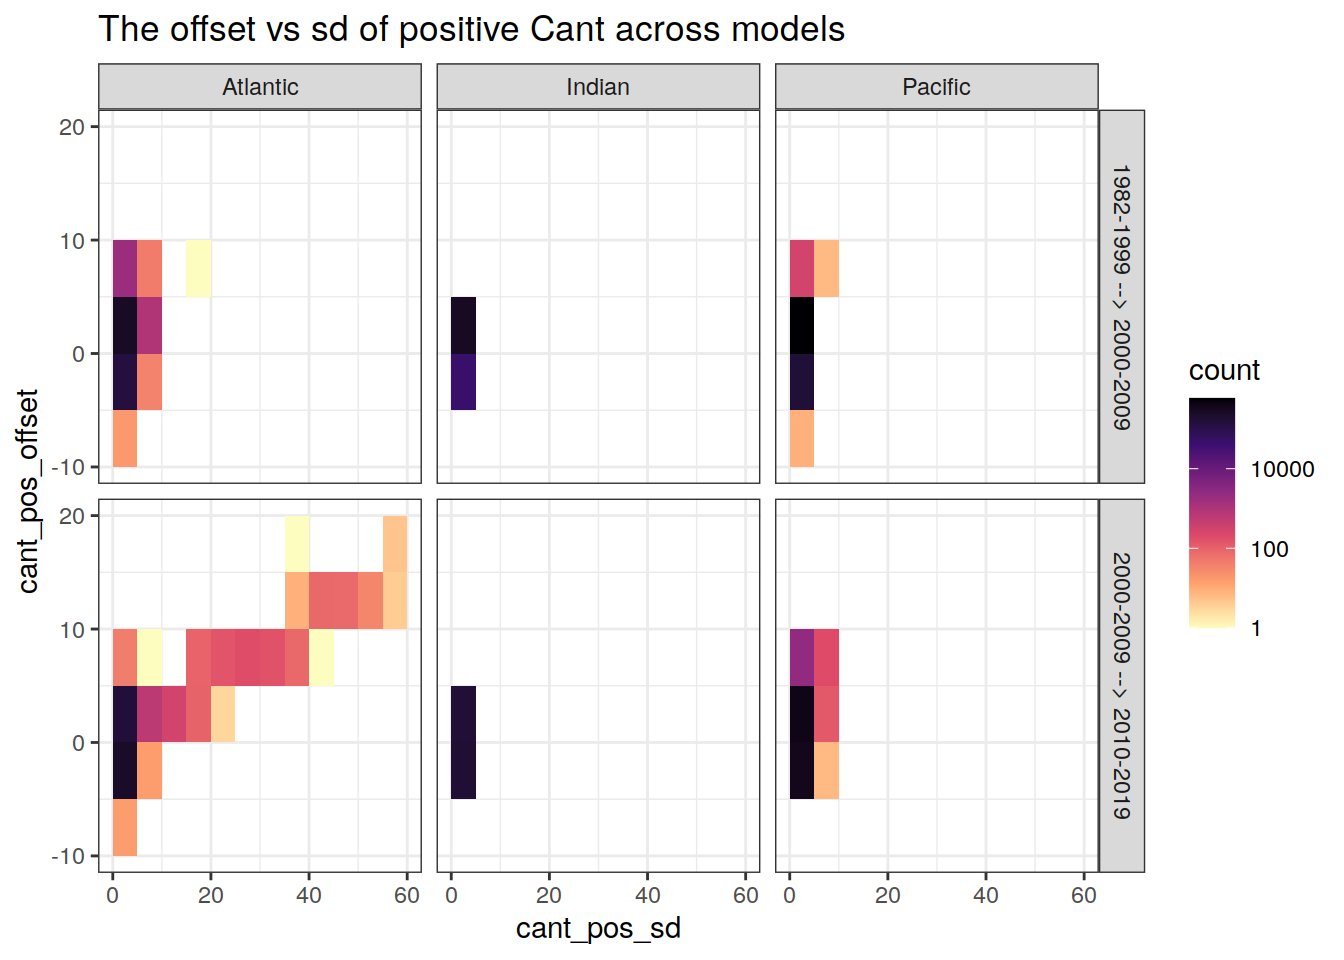 The offset vs sd of positive Cant across models
Atlantic
Indian
Pacific
20
10
0
-10
1982-1999 --> 2000-2009
20
10
0
-10
2000-2009 --> 2010-2019
0 20 40 60
0 20 40 60
0 20 40 60
cant_pos_offset
cant_pos_sd
count
10000
100
1